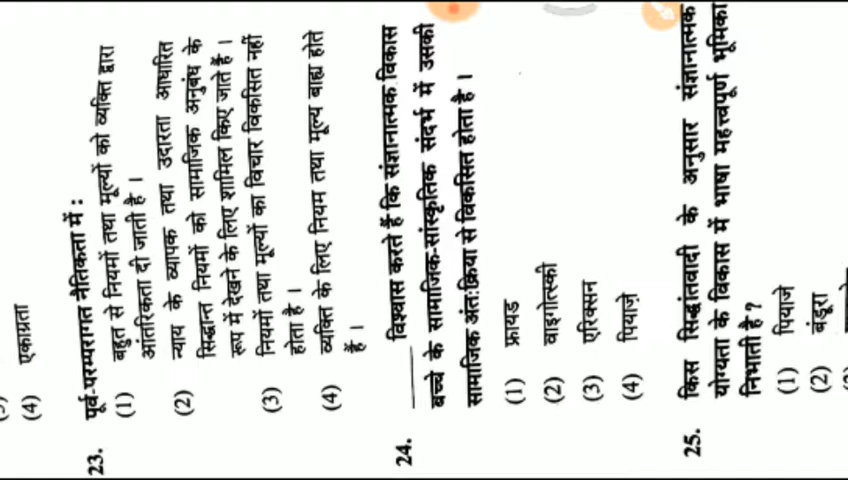 (4) एकाग्रता
23. पूर्व-परम्परागत नैतिकता में :
(1) बहुत से नियमों तथा मूल्यों को व्यक्ति द्वारा
आंतरिकता दी जाती है ।
(2) न्याय के व्यापक तथा उदारता आधारित
सिद्धान्त नियमों को सामाजिक अनुबंध के
रूप में देखने के लिए शामिल किए जाते हैं ।
(3) नियमों तथा मूल्यों का विचार विकसित नहीं
होता है ।
(4) व्यक्ति के लिए नियम तथा मूल्य बाह्य होते
हैं ।
24. ______ विश्वास करते हैं कि संज्ञानात्मक विकास
बच्चे के सामाजिक-सांस्कृतिक संदर्भ में उसकी
सामाजिक अंतःक्रिया से विकसित होता है ।
(1) फ्रायड
(2) वाइगोत्स्की
(3) एरिक्सन
(4) पियाज़े
25. किस सिद्धांतवादी के अनुसार संज्ञानात्मक
योग्यता के विकास में भाषा महत्त्वपूर्ण भूमिका
निभाती है ?
(1) पियाजे
(2) बंडूरा